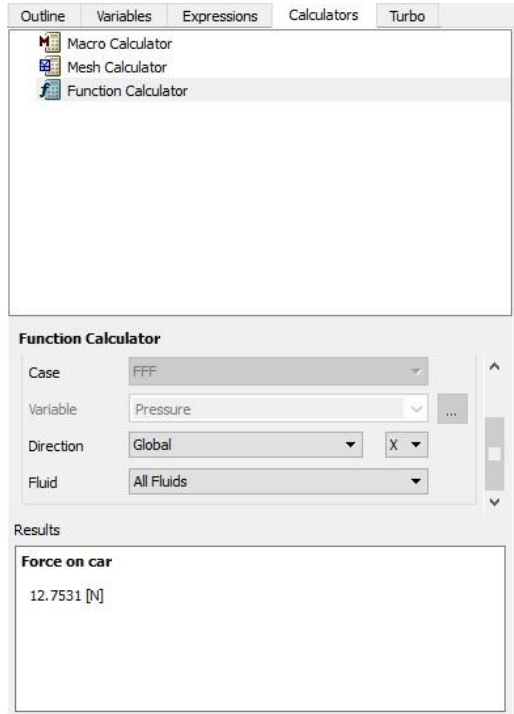 Outline Variables Expressions Calculators Turbo
Macro Calculator
Mesh Calculator
Function Calculator
Function Calculator
Case FFF
Variable Pressure ...
Direction Global X
Fluid All Fluids
Results
Force on car
12.7531 [N]